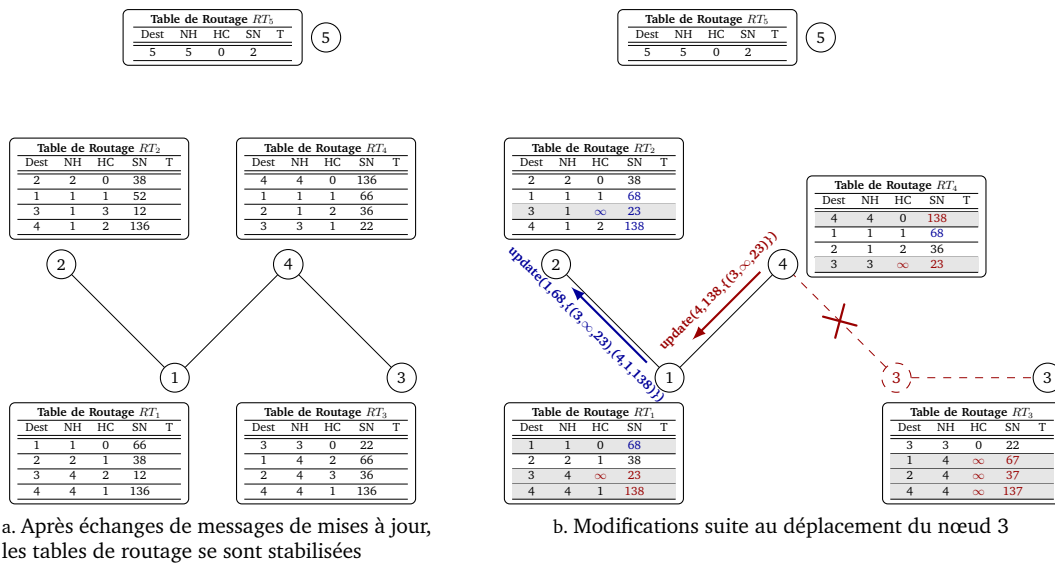 Table de Routage RT5
Dest NH HC SN T
5 5 0 2
5
Table de Routage RT2
Dest NH HC SN T
2 2 0 38
1 1 1 52
3 1 3 12
4 1 2 136
Table de Routage RT4
Dest NH HC SN T
4 4 0 136
1 1 1 66
2 1 2 36
3 3 1 22
2
4
1
3
Table de Routage RT1
Dest NH HC SN T
1 1 0 66
2 2 1 38
3 4 2 12
4 4 1 136
Table de Routage RT3
Dest NH HC SN T
3 3 0 22
1 4 2 66
2 4 3 36
4 4 1 136
a. Après échanges de messages de mises à jour,
les tables de routage se sont stabilisées
Table de Routage RT5
Dest NH HC SN T
5 5 0 2
5
Table de Routage RT2
Dest NH HC SN T
2 2 0 38
1 1 1 68
3 1 ∞ 23
4 1 2 138
Table de Routage RT4
Dest NH HC SN T
4 4 0 138
1 1 1 68
2 1 2 36
3 3 ∞ 23
2
4
update(1,68,{(3,∞,23),(4,1,138)})
update(4,138,{(3,∞,23)})
1
3
3
Table de Routage RT1
Dest NH HC SN T
1 1 0 68
2 2 1 38
3 4 ∞ 23
4 4 1 138
Table de Routage RT3
Dest NH HC SN T
3 3 0 22
1 4 ∞ 67
2 4 ∞ 37
4 4 ∞ 137
b. Modifications suite au déplacement du nœud 3